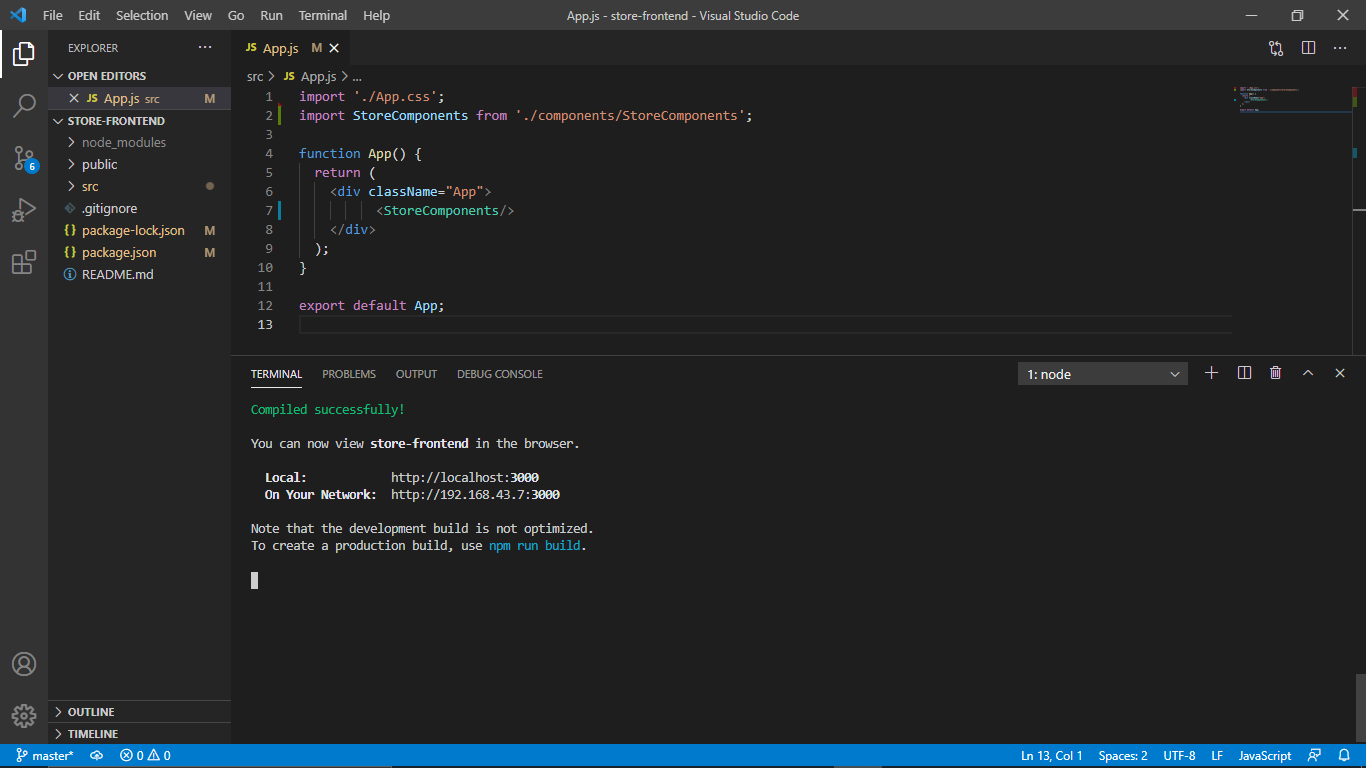 File Edit Selection View Go Run Terminal Help App.js - store-frontend - Visual Studio Code
EXPLORER
OPEN EDITORS
JS App.js src M
STORE-FRONTEND
node_modules
public
src
.gitignore
{} package-lock.json M
{} package.json M
README.md
OUTLINE
TIMELINE
6
JS App.js M
src > JS App.js > ...
1 import './App.css';
2 import StoreComponents from './components/StoreComponents';
3
4 function App() {
5 return (
6 <div className="App">
7 <StoreComponents/>
8 </div>
9 );
10 }
11
12 export default App;
13
TERMINAL PROBLEMS OUTPUT DEBUG CONSOLE 1: node
Compiled successfully!
You can now view store-frontend in the browser.
Local: http://localhost:3000
On Your Network: http://192.168.43.7:3000
Note that the development build is not optimized.
To create a production build, use npm run build.
master* 0 0 Ln 13, Col 1 Spaces: 2 UTF-8 LF JavaScript